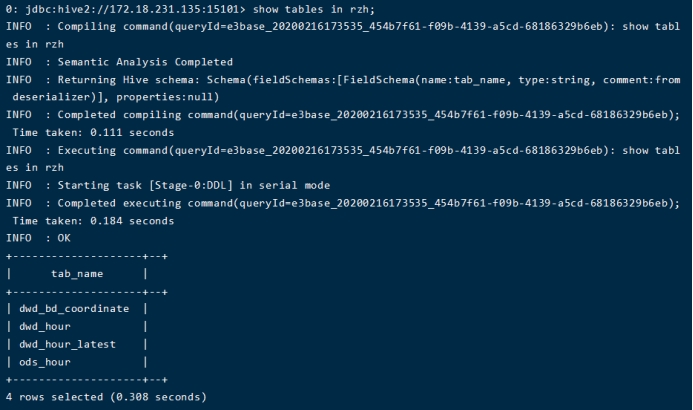 0: jdbc:hive2://172.18.231.135:15101> show tables in rzh;
INFO  : Compiling command(queryId=e3base_20200216173535_454b7f61-f09b-4139-a5cd-68186329b6eb): show tabl
es in rzh
INFO  : Semantic Analysis Completed
INFO  : Returning Hive schema: Schema(fieldSchemas:[FieldSchema(name:tab_name, type:string, comment:from
 deserializer)], properties:null)
INFO  : Completed compiling command(queryId=e3base_20200216173535_454b7f61-f09b-4139-a5cd-68186329b6eb);
 Time taken: 0.111 seconds
INFO  : Executing command(queryId=e3base_20200216173535_454b7f61-f09b-4139-a5cd-68186329b6eb): show tabl
es in rzh
INFO  : Starting task [Stage-0:DDL] in serial mode
INFO  : Completed executing command(queryId=e3base_20200216173535_454b7f61-f09b-4139-a5cd-68186329b6eb);
 Time taken: 0.184 seconds
INFO  : OK
+--------------------+--+
|      tab_name      |
+--------------------+--+
| dwd_bd_coordinate  |
| dwd_hour           |
| dwd_hour_latest    |
| ods_hour           |
+--------------------+--+
4 rows selected (0.308 seconds)